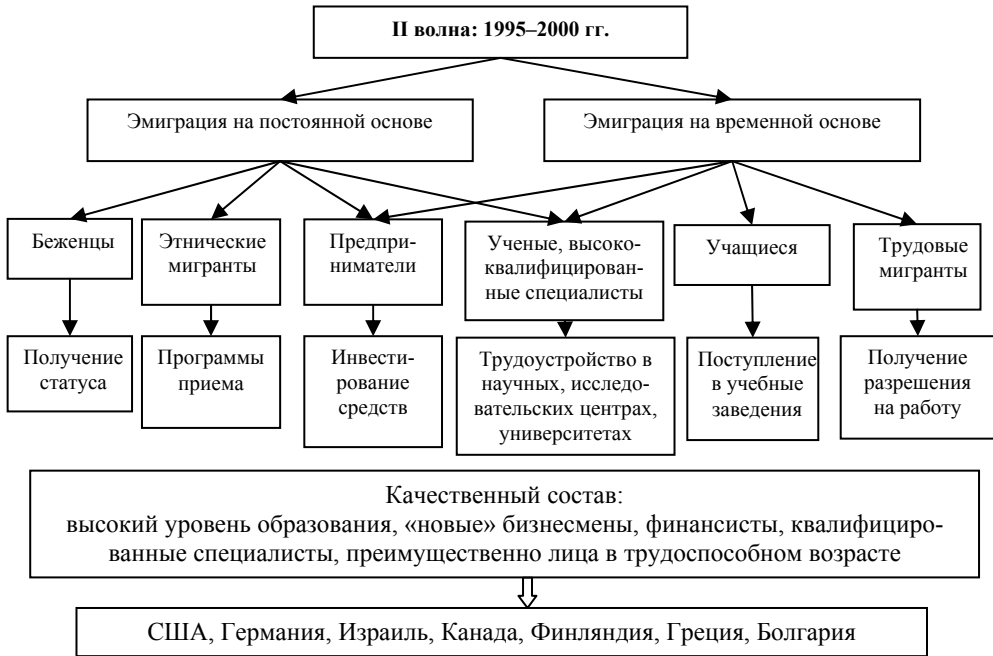 II волна: 1995–2000 гг.
Эмиграция на постоянной основе
Эмиграция на временной основе
Беженцы
Этнические
мигранты
Предпри-
ниматели
Ученые, высоко-
квалифицирован-
ные специалисты
Учащиеся
Трудовые
мигранты
Получение
статуса
Программы
приема
Инвести-
рование
средств
Трудоустройство в
научных, исследо-
вательских центрах,
университетах
Поступление
в учебные
заведения
Получение
разрешения
на работу
Качественный состав:
высокий уровень образования, «новые» бизнесмены, финансисты, квалифициро-
ванные специалисты, преимущественно лица в трудоспособном возрасте
США, Германия, Израиль, Канада, Финляндия, Греция, Болгария